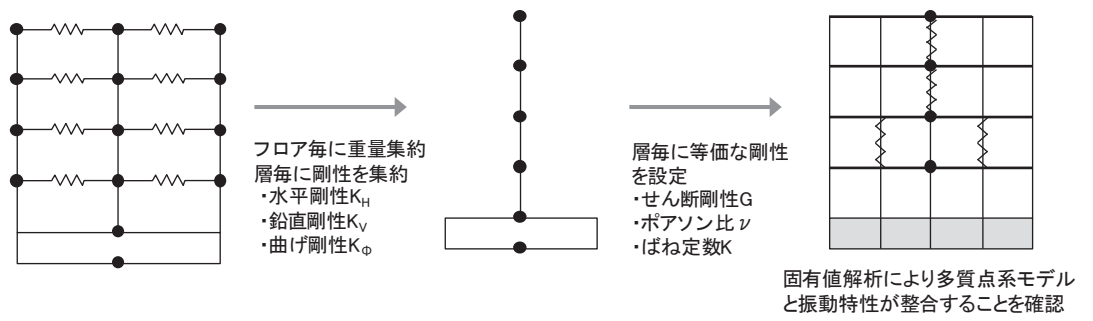 フロア毎に重量集約
層毎に剛性を集約
・水平剛性KH
・鉛直剛性KV
・曲げ剛性KΦ
層毎に等価な剛性
を設定
・せん断剛性G
・ポアソン比ν
・ばね定数K
固有値解析により多質点系モデル
と振動特性が整合することを確認